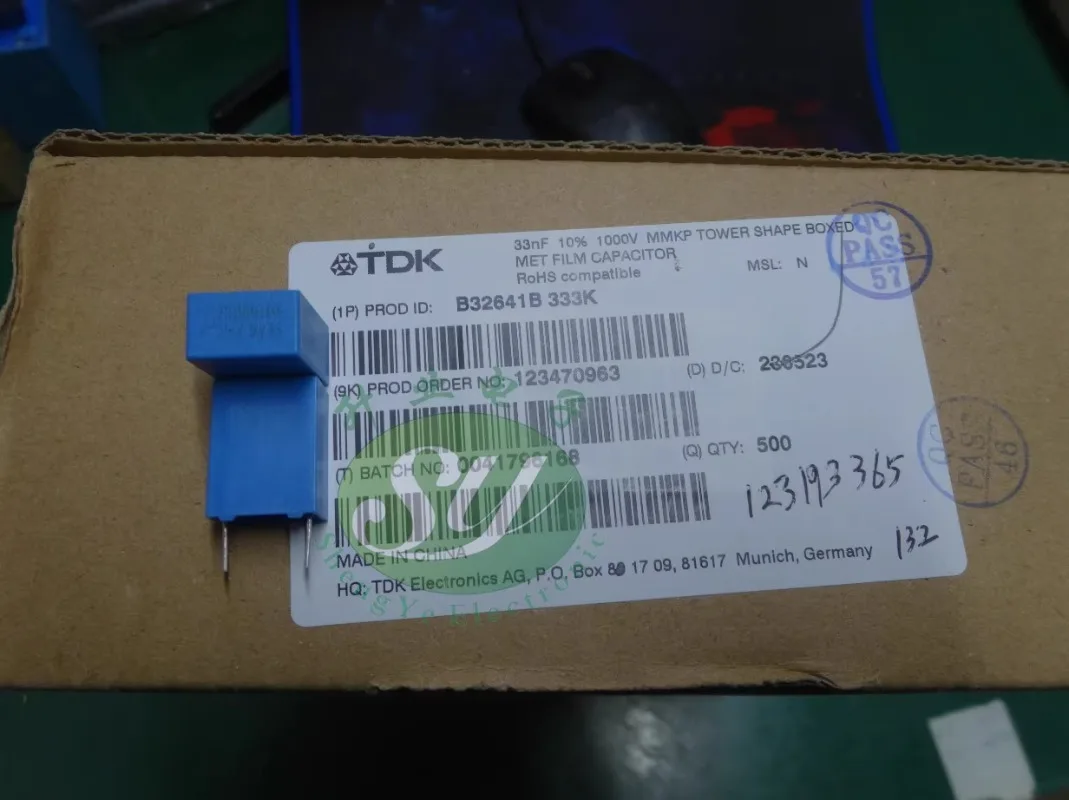 TDK
33nF 10% 1000V MMKP TOWER SHAPE BOXED
MET FILM CAPACITOR
RoHS compatible
MSL: N
QC
PASS
57
(1P) PROD ID: B32641B 333K
(9K) PROD ORDER NO: 123470963
(D) D/C:
(T) BATCH NO:
(Q) QTY: 500
QC
PASS
46
123193365
132
MADE IN CHINA
HQ: TDK Electronics AG, P.O. Box 80 17 09, 81617 Munich, Germany
SY
Electronic